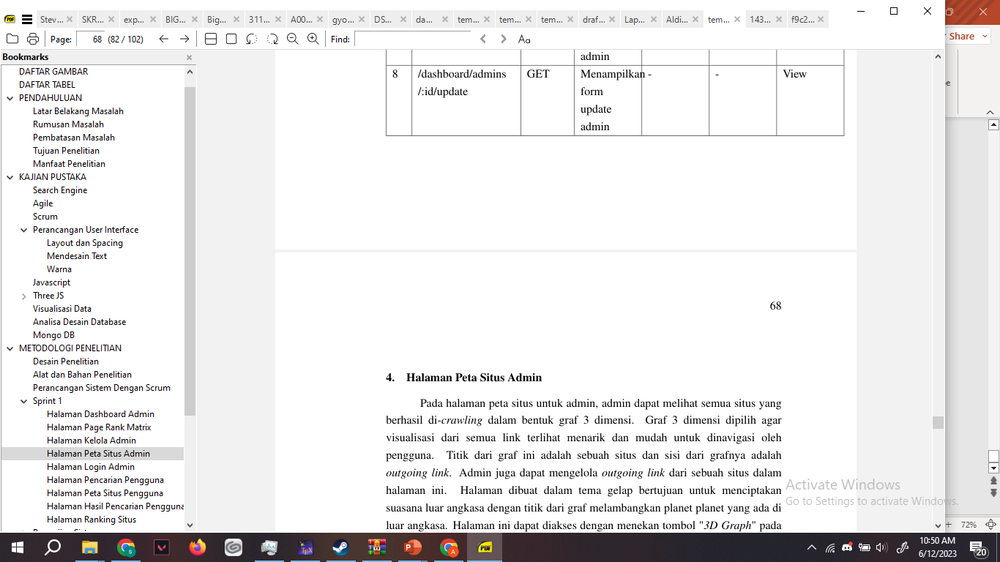 Stev...
SKR...
exp...
BIG...
Big...
311...
A00...
gyo...
DS...
da...
tem...
tem...
tem...
draf...
Lap...
Aldi...
tem...
143...
f9c2...
Share
Page: 68 (82 / 102)
Find:
Bookmarks
DAFTAR GAMBAR
DAFTAR TABEL
PENDAHULUAN
Latar Belakang Masalah
Rumusan Masalah
Pembatasan Masalah
Tujuan Penelitian
Manfaat Penelitian
KAJIAN PUSTAKA
Search Engine
Agile
Scrum
Perancangan User Interface
Layout dan Spacing
Mendesain Text
Warna
Javascript
Three JS
Visualisasi Data
Analisa Desain Database
Mongo DB
METODOLOGI PENELITIAN
Desain Penelitian
Alat dan Bahan Penelitian
Perancangan Sistem Dengan Scrum
Sprint 1
Halaman Dashboard Admin
Halaman Page Rank Matrix
Halaman Kelola Admin
Halaman Peta Situs Admin
Halaman Login Admin
Halaman Pencarian Pengguna
Halaman Peta Situs Pengguna
Halaman Hasil Pencarian Pengguna
Halaman Ranking Situs
admin
8 /dashboard/admins GET Menampilkan - - View
/:id/update form
update
admin
68
4. Halaman Peta Situs Admin
Pada halaman peta situs untuk admin, admin dapat melihat semua situs yang
berhasil di-crawling dalam bentuk graf 3 dimensi. Graf 3 dimensi dipilih agar
visualisasi dari semua link terlihat menarik dan mudah untuk dinavigasi oleh
pengguna. Titik dari graf ini adalah sebuah situs dan sisi dari grafnya adalah
outgoing link. Admin juga dapat mengelola outgoing link dari sebuah situs dalam
halaman ini. Halaman dibuat dalam tema gelap bertujuan untuk menciptakan
suasana luar angkasa dengan titik dari graf melambangkan planet planet yang ada di
luar angkasa. Halaman ini dapat diakses dengan menekan tombol "3D Graph" pada
Activate Windows
Go to Settings to activate Windows.
72%
10:50 AM
6/12/2023
20